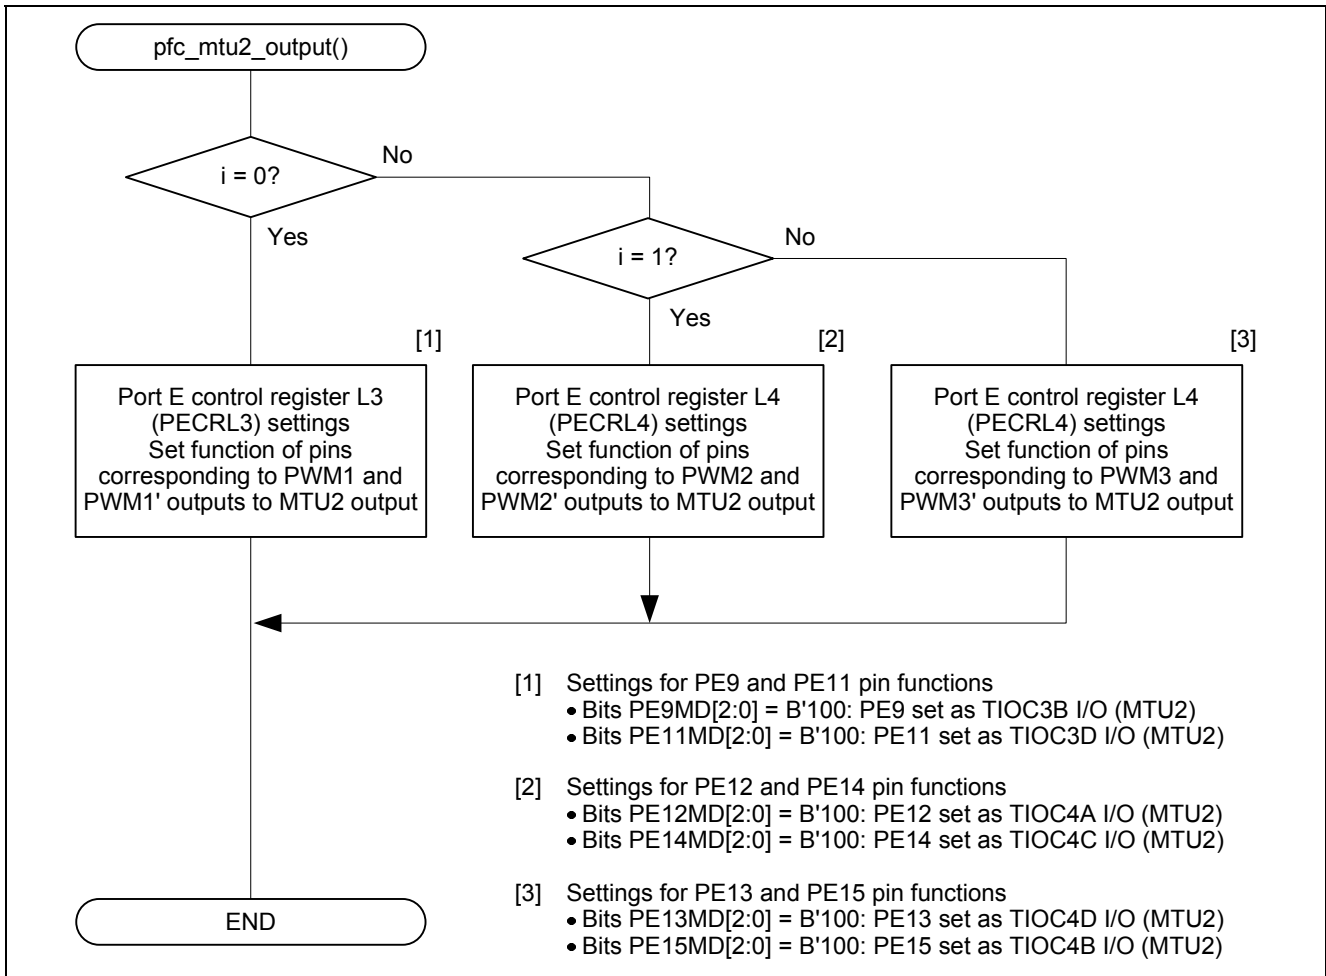 pfc_mtu2_output()
i = 0?
No
Yes
i = 1?
No
Yes
[1]
Port E control register L3
(PECRL3) settings
Set function of pins
corresponding to PWM1 and
PWM1' outputs to MTU2 output
[2]
Port E control register L4
(PECRL4) settings
Set function of pins
corresponding to PWM2 and
PWM2' outputs to MTU2 output
[3]
Port E control register L4
(PECRL4) settings
Set function of pins
corresponding to PWM3 and
PWM3' outputs to MTU2 output
[1] Settings for PE9 and PE11 pin functions
• Bits PE9MD[2:0] = B'100: PE9 set as TIOC3B I/O (MTU2)
• Bits PE11MD[2:0] = B'100: PE11 set as TIOC3D I/O (MTU2)
[2] Settings for PE12 and PE14 pin functions
• Bits PE12MD[2:0] = B'100: PE12 set as TIOC4A I/O (MTU2)
• Bits PE14MD[2:0] = B'100: PE14 set as TIOC4C I/O (MTU2)
[3] Settings for PE13 and PE15 pin functions
• Bits PE13MD[2:0] = B'100: PE13 set as TIOC4D I/O (MTU2)
• Bits PE15MD[2:0] = B'100: PE15 set as TIOC4B I/O (MTU2)
END